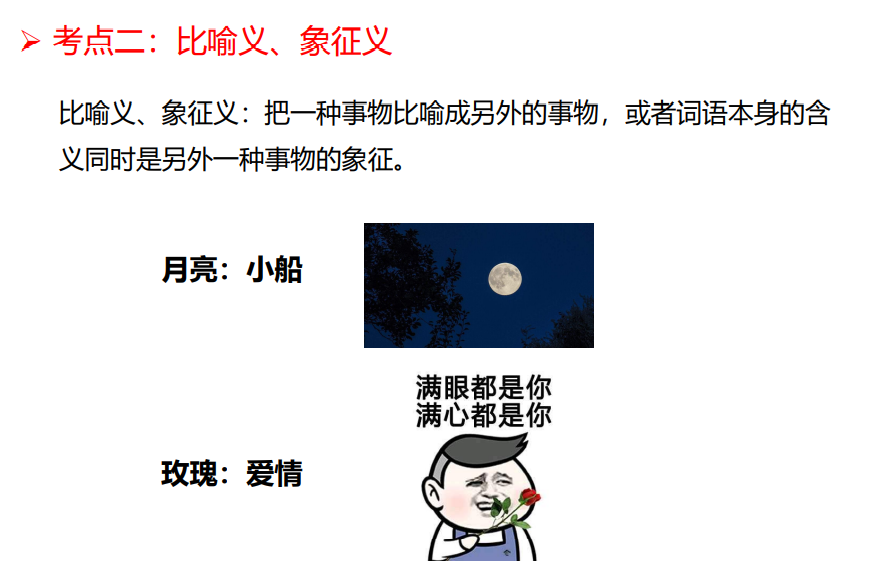 考点二：比喻义、象征义
比喻义、象征义：把一种事物比喻成另外的事物，或者词语本身的含
义同时是另外一种事物的象征。
月亮：小船
满眼都是你
满心都是你
玫瑰：爱情